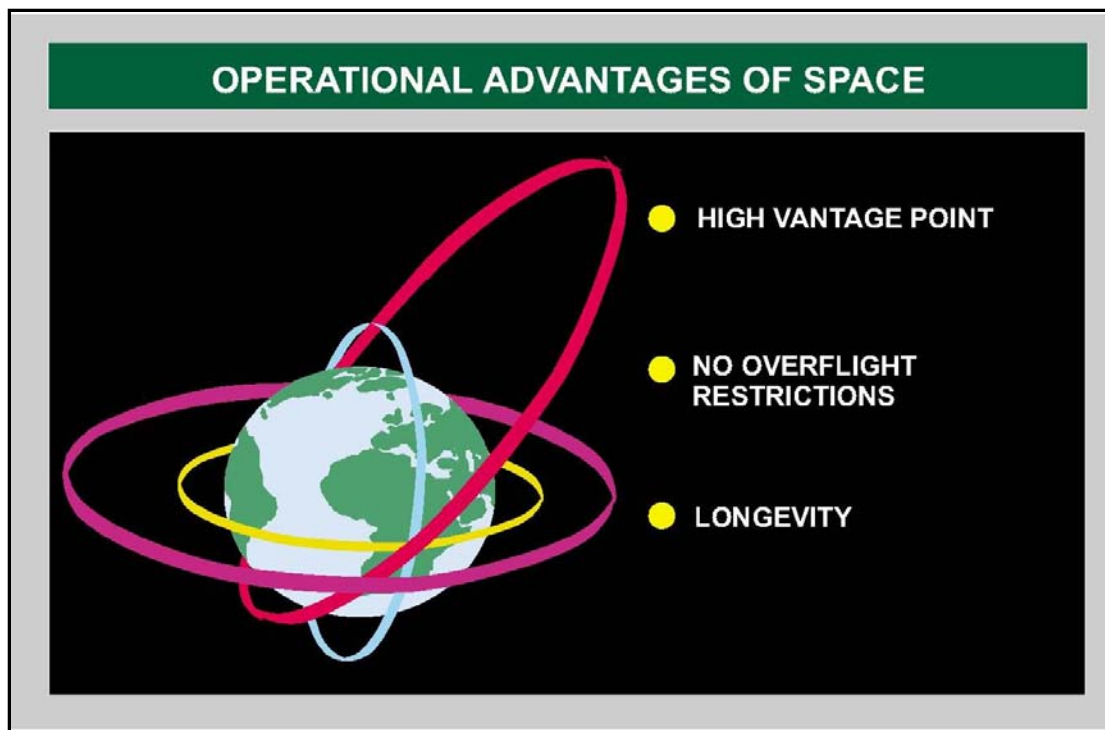 OPERATIONAL ADVANTAGES OF SPACE
HIGH VANTAGE POINT
NO OVERFLIGHT
RESTRICTIONS
LONGEVITY